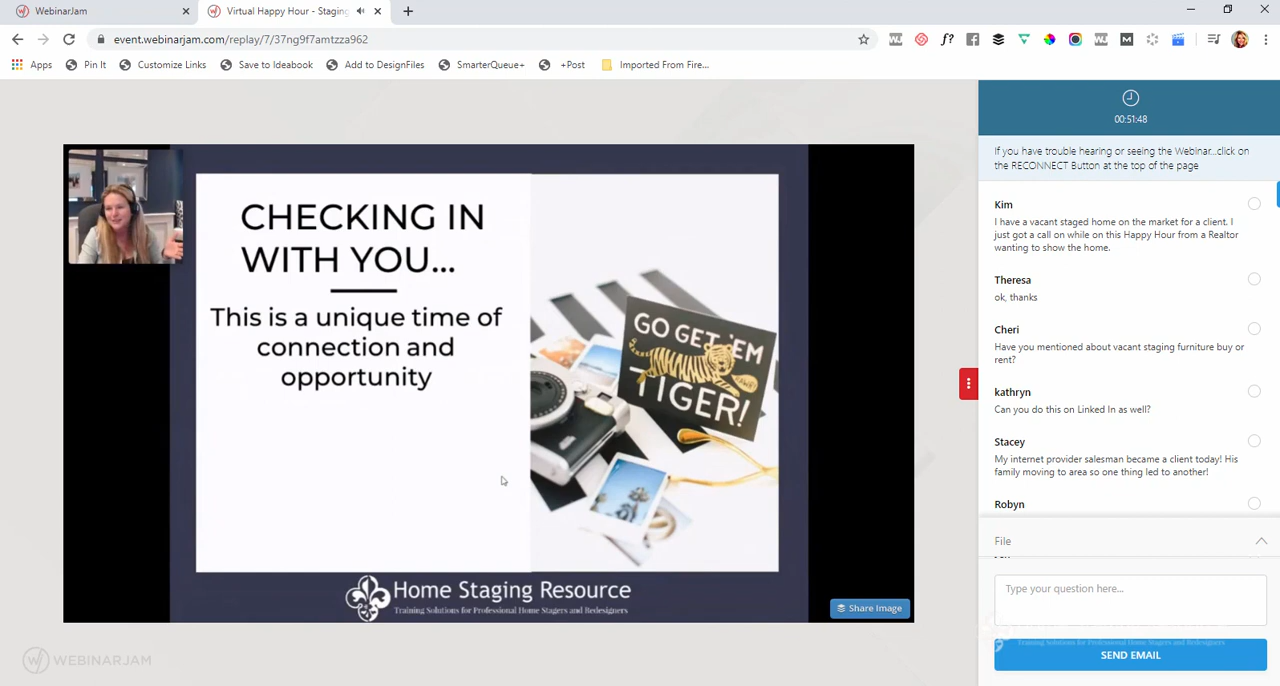 WebinarJam
Virtual Happy Hour - Staging
event.webinarjam.com/replay/7/37ng9f7amtzza962
Apps
Pin It
Customize Links
Save to Ideabook
Add to DesignFiles
SmarterQueue+
+Post
Imported From Fire...
00:51:48
If you have trouble hearing or seeing the Webinar...click on
the RECONNECT Button at the top of the page
CHECKING IN
WITH YOU...
This is a unique time of
connection and
opportunity
GO GET 'EM
TIGER!
Home Staging Resource
Training Solutions for Professional Home Stagers and Redesigners
Share Image
WEBINARJAM
Kim
I have a vacant staged home on the market for a client. I
just got a call on while on this Happy Hour from a Realtor
wanting to show the home.
Theresa
ok, thanks
Cheri
Have you mentioned about vacant staging furniture buy or
rent?
kathryn
Can you do this on Linked In as well?
Stacey
My internet provider salesman became a client today! His
family moving to area so one thing led to another!
Robyn
File
Type your question here...
Training Solutions for Professional Home Stagers and Redesigners
SEND EMAIL